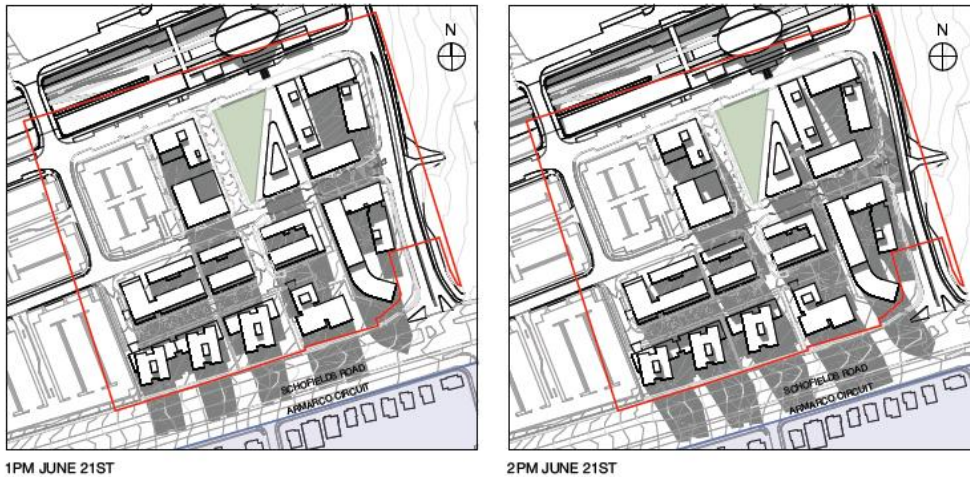 N
SCHOFIELDS ROAD
ARMARCO CIRCUIT
1PM JUNE 21ST
N
SCHOFIELDS ROAD
ARMARCO CIRCUIT
2PM JUNE 21ST